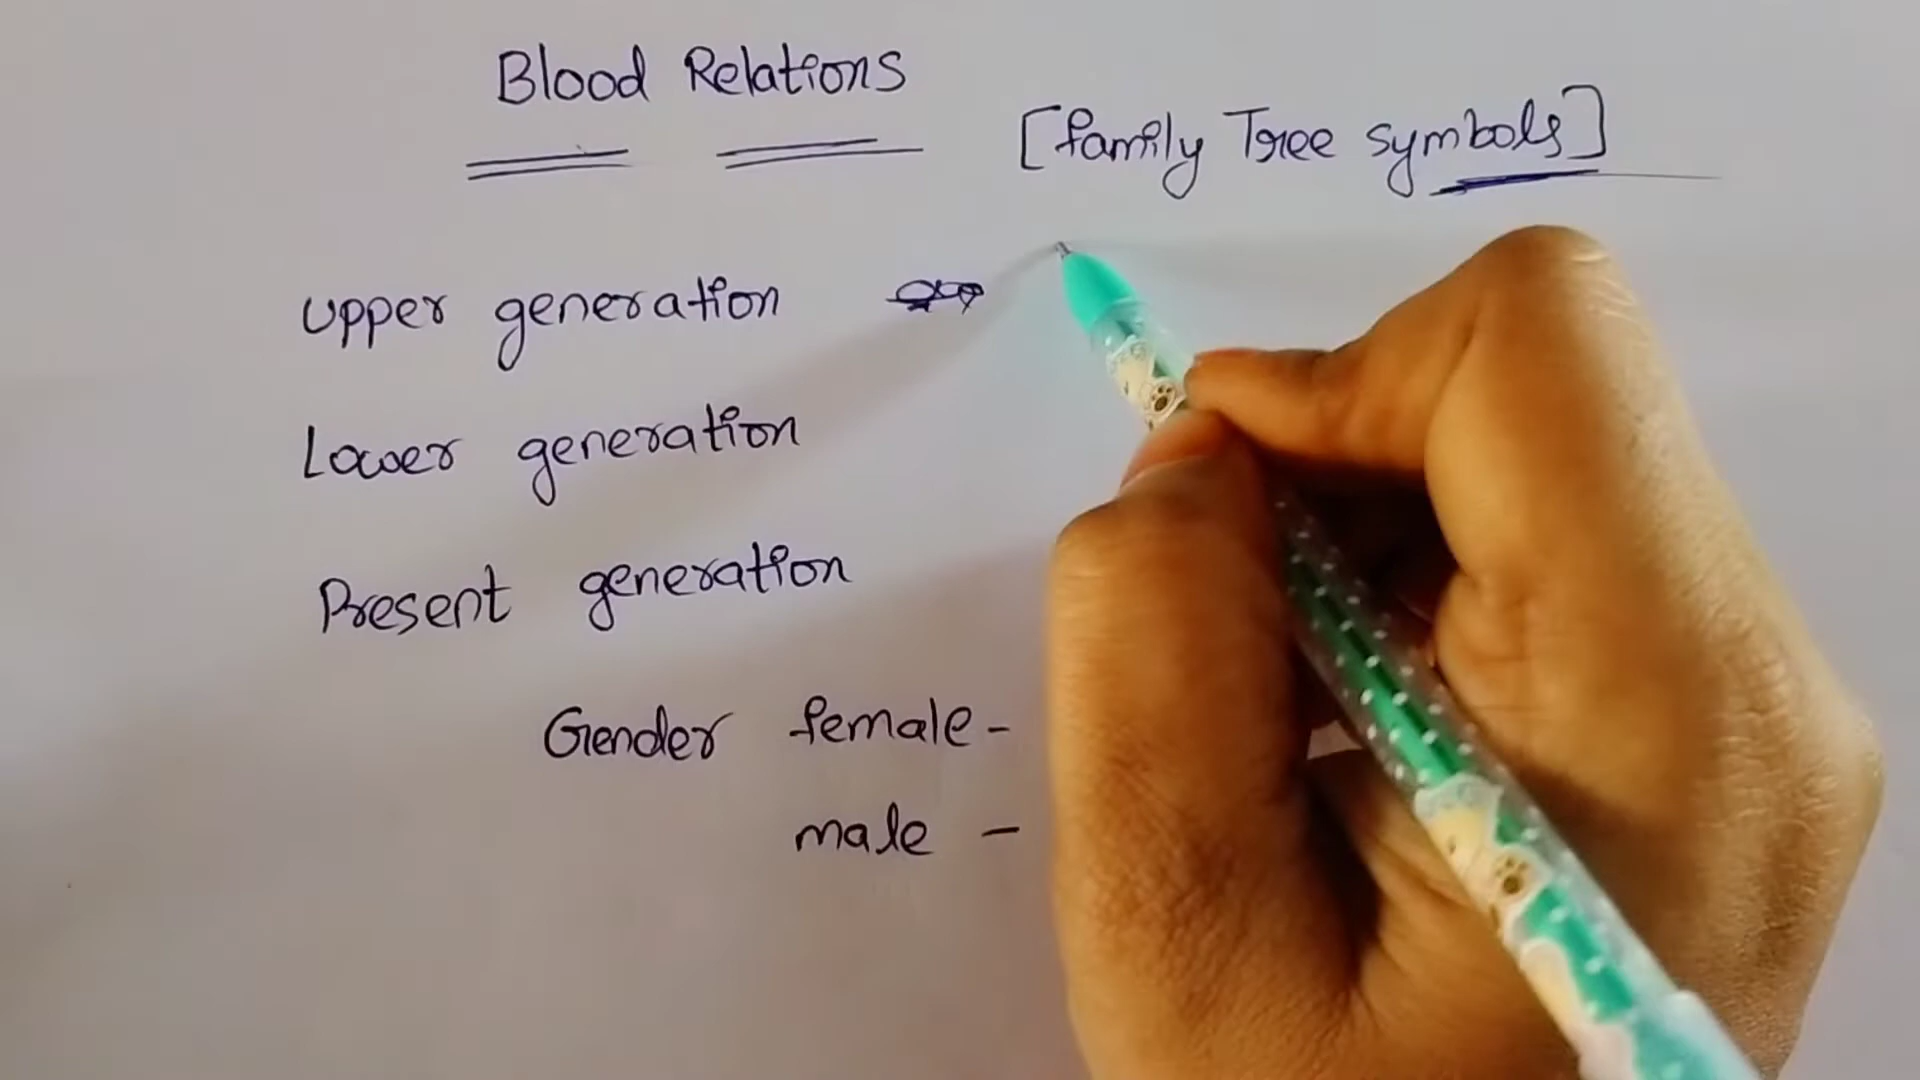 Blood Relations
[family Tree symbols]
Upper generation
Lower generation
Present generation
Gender female -
male -